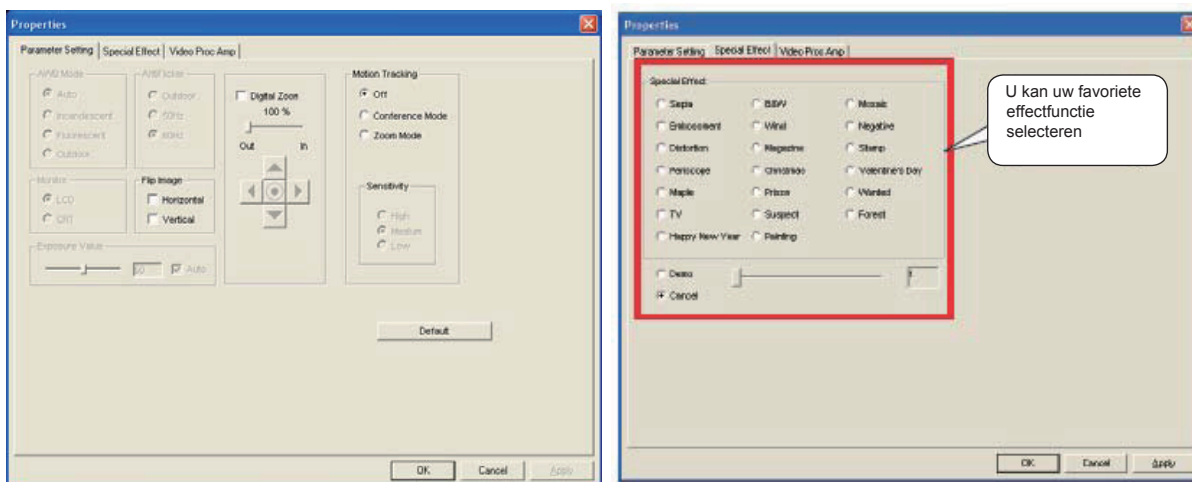 Properties
Parameter Setting
Special Effect
Video Proc Amp
AWB Mode
Auto
Incandescent
Fluorescent
Outdoor
Antiflicker
Outdoor
50Hz
60Hz
Digital Zoom
100 %
Out
In
Motion Tracking
Off
Conference Mode
Zoom Mode
Monitor
LCD
CRT
Flip Image
Horizontal
Vertical
Sensitivity
High
Medium
Low
Exposure Value
Auto
Default
OK
Cancel
Apply
Properties
Parameter Setting
Special Effect
Video Proc Amp
Special Effect
Sepia
B&W
Mosaic
Embossment
Wind
Negative
Distortion
Magazine
Stamp
Periscope
Christmas
Valentine's Day
Maple
Prison
Wanted
TV
Suspect
Forest
Happy New Year
Painting
Demo
Cancel
U kan uw favoriete
effectfunctie
selecteren
OK
Cancel
Apply